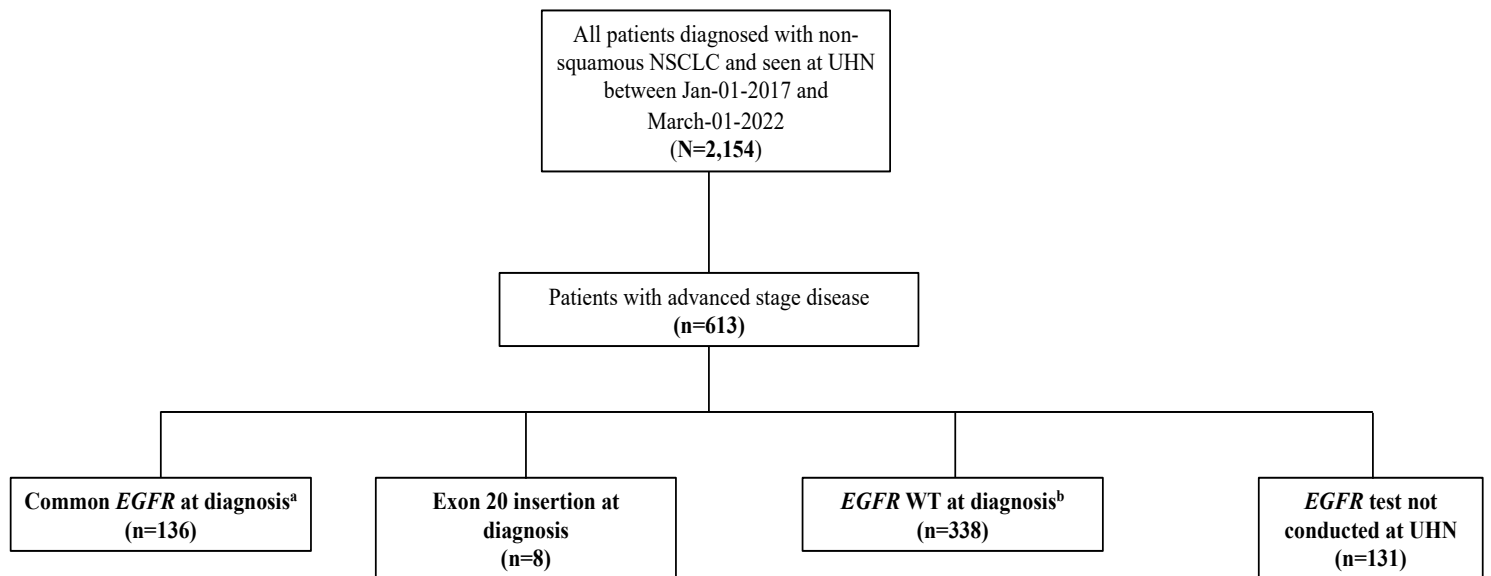 All patients diagnosed with non-
squamous NSCLC and seen at UHN
between Jan-01-2017 and
March-01-2022
(N=2,154)
Patients with advanced stage disease
(n=613)
Common EGFR at diagnosisᵃ
(n=136)
Exon 20 insertion at
diagnosis
(n=8)
EGFR WT at diagnosisᵇ
(n=338)
EGFR test not
conducted at UHN
(n=131)